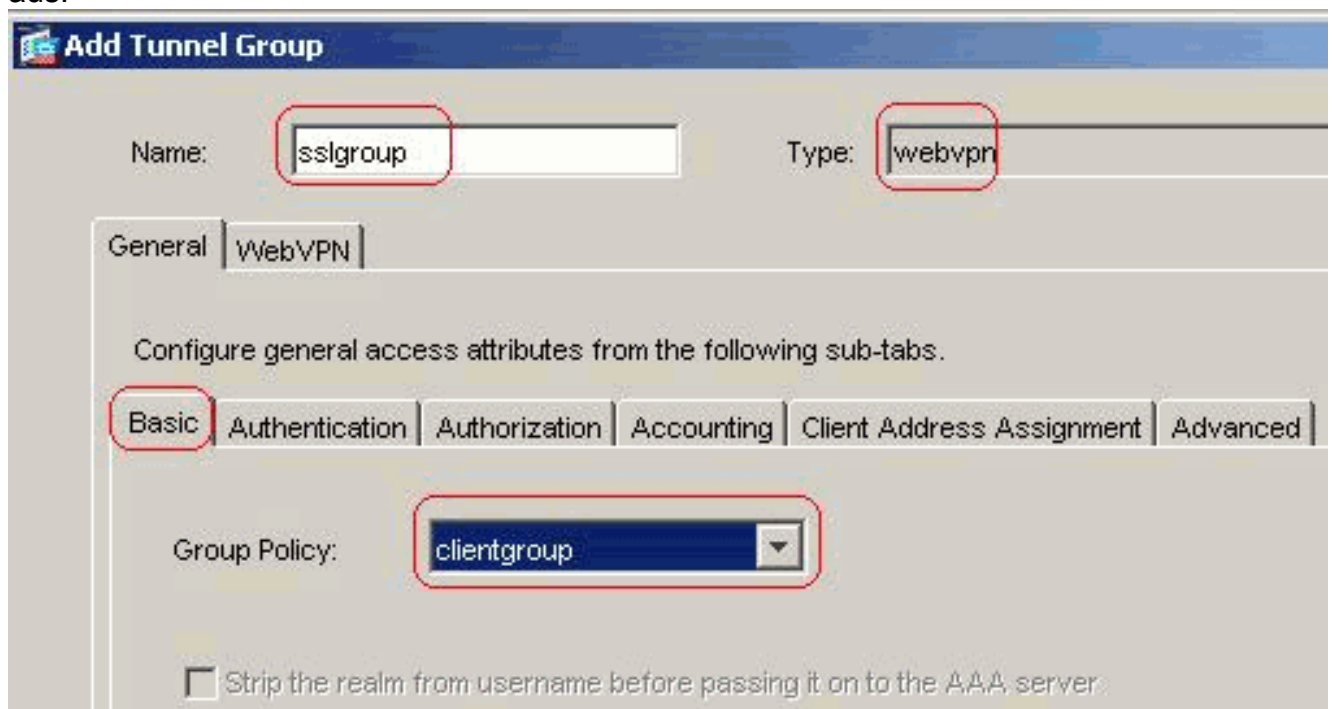 Add Tunnel Group
Name: sslgroup Type: webvpn
General WebVPN
Configure general access attributes from the following sub-tabs.
Basic Authentication Authorization Accounting Client Address Assignment Advanced
Group Policy: clientgroup
Strip the realm from username before passing it on to the AAA server